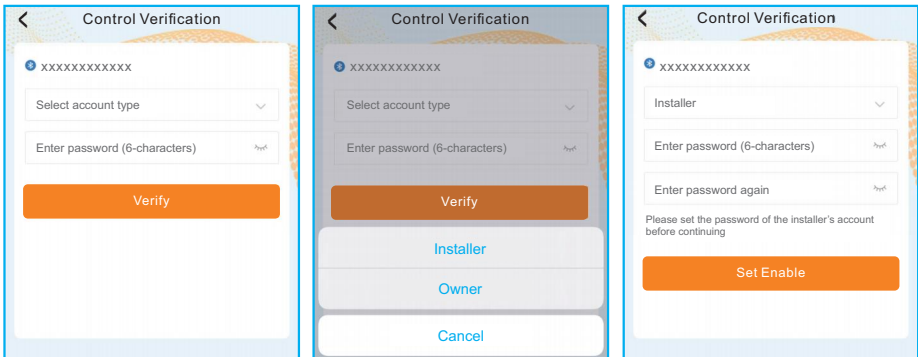 Control Verification
xxxxxxxxxxxx
Select account type
Enter password (6-characters)
Verify
Control Verification
xxxxxxxxxxxx
Select account type
Enter password (6-characters)
Verify
Installer
Owner
Cancel
Control Verification
xxxxxxxxxxxx
Installer
Enter password (6-characters)
Enter password again
Please set the password of the installer's account
before continuing
Set Enable